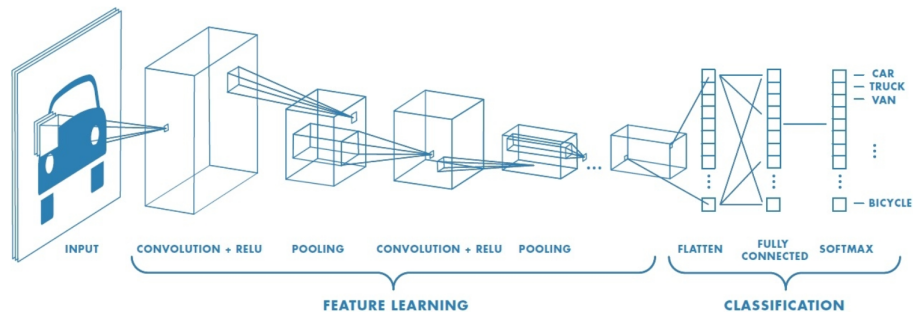 CAR
TRUCK
VAN
BICYCLE
INPUT
CONVOLUTION + RELU
POOLING
CONVOLUTION + RELU
POOLING
FLATTEN
FULLY
CONNECTED
SOFTMAX
FEATURE LEARNING
CLASSIFICATION